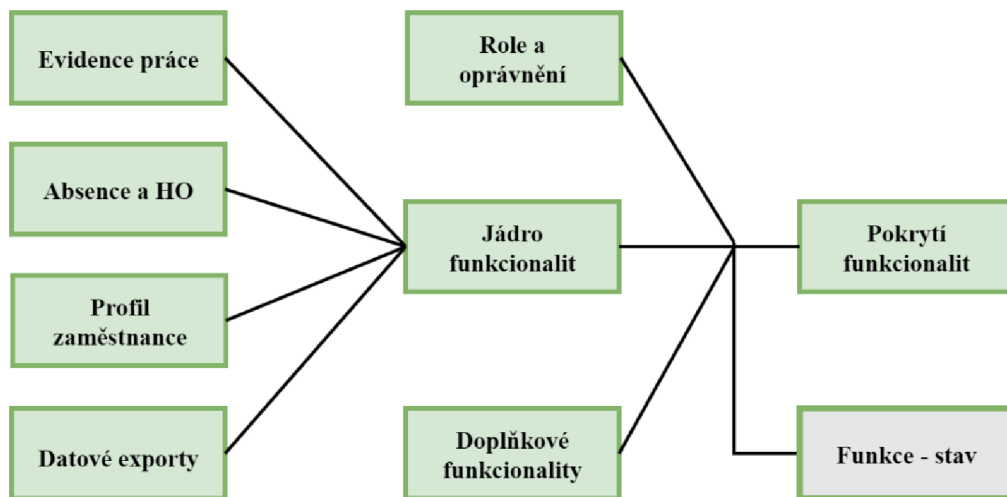 Evidence práce
Absence a HO
Profil
zaměstnance
Datové exporty
Role a
oprávnění
Jádro
funkcionalit
Doplňkové
funkcionality
Pokrytí
funkcionalit
Funkce - stav